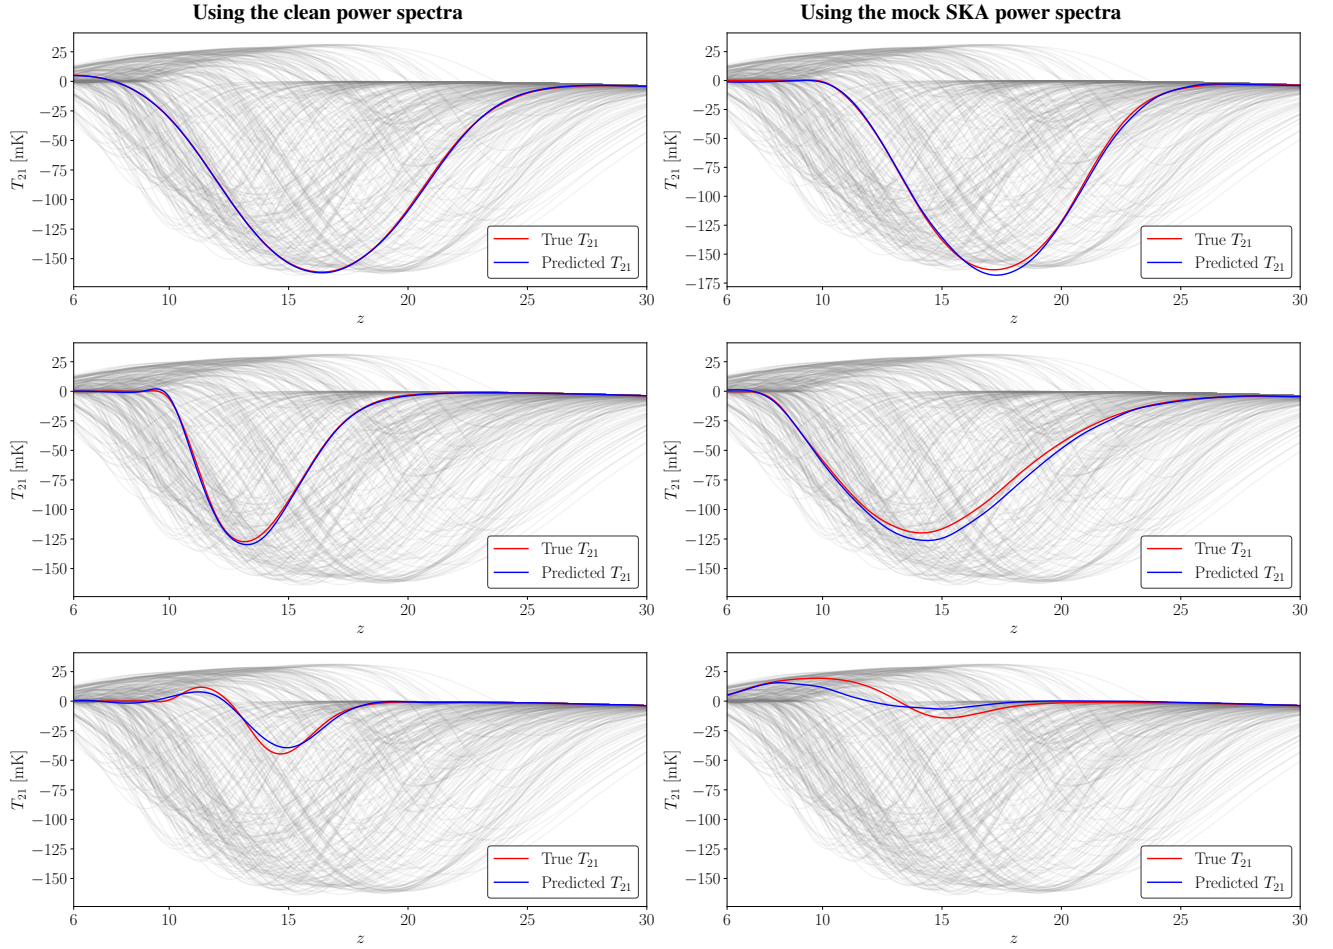 Using the clean power spectra
Using the mock SKA power spectra
25
0
−25
−50
−75
−100
−125
−150
T₂₁ [mK]
True T₂₁
Predicted T₂₁
6 10 15 20 25 30
z
25
0
−25
−50
−75
−100
−125
−150
−175
T₂₁ [mK]
True T₂₁
Predicted T₂₁
6 10 15 20 25 30
z
25
0
−25
−50
−75
−100
−125
−150
T₂₁ [mK]
True T₂₁
Predicted T₂₁
6 10 15 20 25 30
z
25
0
−25
−50
−75
−100
−125
−150
T₂₁ [mK]
True T₂₁
Predicted T₂₁
6 10 15 20 25 30
z
25
0
−25
−50
−75
−100
−125
−150
T₂₁ [mK]
True T₂₁
Predicted T₂₁
6 10 15 20 25 30
z
25
0
−25
−50
−75
−100
−125
−150
T₂₁ [mK]
True T₂₁
Predicted T₂₁
6 10 15 20 25 30
z